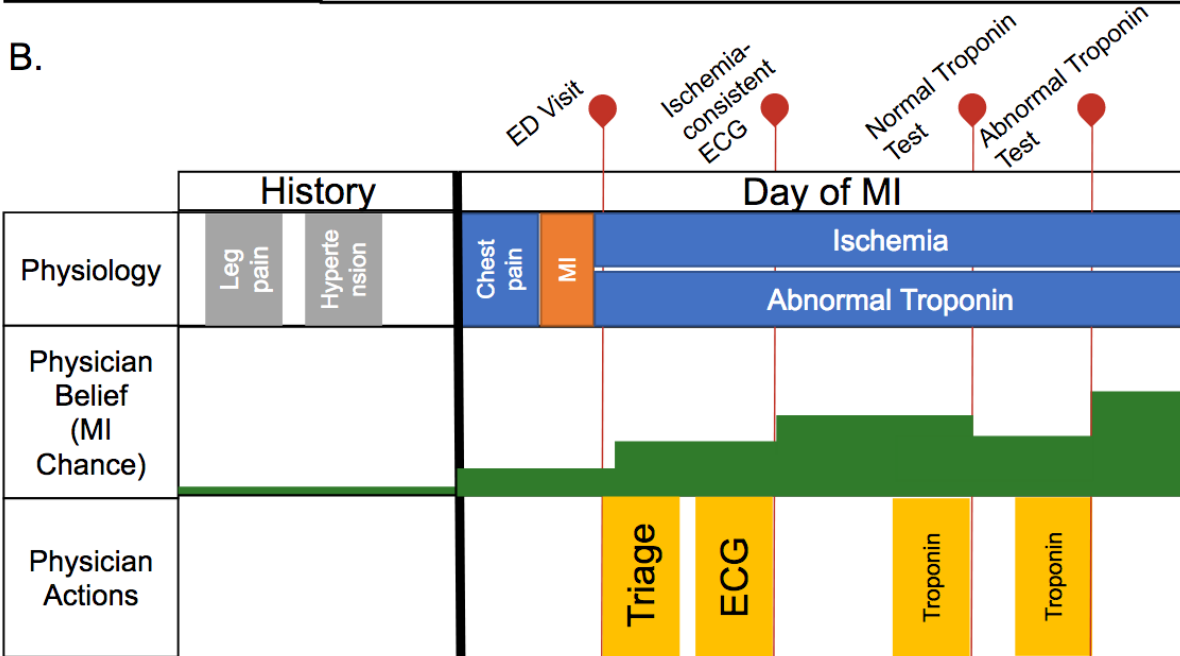 B.
ED Visit
Ischemia-
consistent
ECG
Normal Troponin
Test
Abnormal Troponin
Test
History
Day of MI
Physiology
Leg
pain
Hyperte
nsion
Chest
pain
MI
Ischemia
Abnormal Troponin
Physician
Belief
(MI
Chance)
Physician
Actions
Triage
ECG
Troponin
Troponin